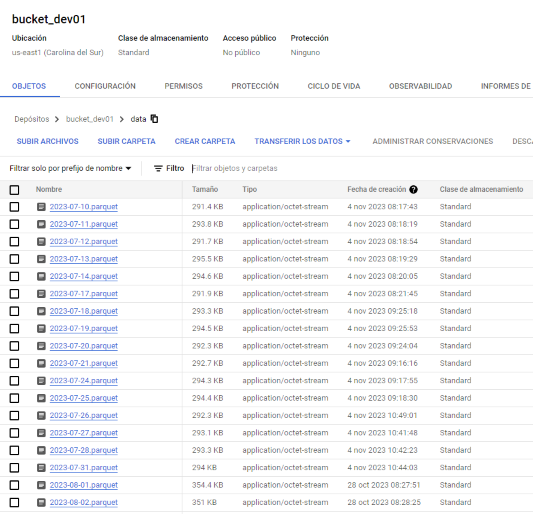 bucket_dev01
Ubicación Clase de almacenamiento Acceso público Protección
us-east1 (Carolina del Sur) Standard No público Ninguno
OBJETOS CONFIGURACIÓN PERMISOS PROTECCIÓN CICLO DE VIDA OBSERVABILIDAD INFORMES DE
Depósitos > bucket_dev01 > data
SUBIR ARCHIVOS SUBIR CARPETA CREAR CARPETA TRANSFERIR LOS DATOS ADMINISTRAR CONSERVACIONES DESCA
Filtrar solo por prefijo de nombre Filtro Filtrar objetos y carpetas
Nombre Tamaño Tipo Fecha de creación ? Clase de almacenamiento
2023-07-10.parquet 291.4 KB application/octet-stream 4 nov 2023 08:17:43 Standard
2023-07-11.parquet 293.8 KB application/octet-stream 4 nov 2023 08:18:19 Standard
2023-07-12.parquet 291.7 KB application/octet-stream 4 nov 2023 08:18:54 Standard
2023-07-13.parquet 295.5 KB application/octet-stream 4 nov 2023 08:19:29 Standard
2023-07-14.parquet 294.6 KB application/octet-stream 4 nov 2023 08:20:05 Standard
2023-07-17.parquet 291.9 KB application/octet-stream 4 nov 2023 08:21:45 Standard
2023-07-18.parquet 293.3 KB application/octet-stream 4 nov 2023 09:25:18 Standard
2023-07-19.parquet 294.5 KB application/octet-stream 4 nov 2023 09:25:53 Standard
2023-07-20.parquet 292.3 KB application/octet-stream 4 nov 2023 09:24:04 Standard
2023-07-21.parquet 292.7 KB application/octet-stream 4 nov 2023 09:16:16 Standard
2023-07-24.parquet 294.3 KB application/octet-stream 4 nov 2023 09:17:55 Standard
2023-07-25.parquet 294.4 KB application/octet-stream 4 nov 2023 09:18:30 Standard
2023-07-26.parquet 292.3 KB application/octet-stream 4 nov 2023 10:49:01 Standard
2023-07-27.parquet 293.1 KB application/octet-stream 4 nov 2023 10:41:48 Standard
2023-07-28.parquet 293.3 KB application/octet-stream 4 nov 2023 10:42:23 Standard
2023-07-31.parquet 294 KB application/octet-stream 4 nov 2023 10:44:03 Standard
2023-08-01.parquet 354.4 KB application/octet-stream 28 oct 2023 08:27:51 Standard
2023-08-02.parquet 351 KB application/octet-stream 28 oct 2023 08:28:25 Standard